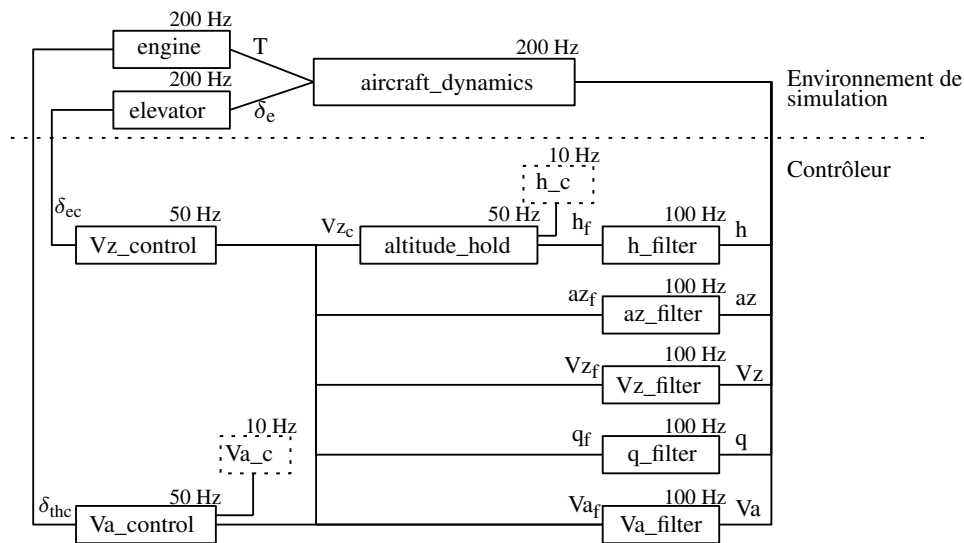 200 Hz
engine
T
200 Hz
elevator
δe
200 Hz
aircraft_dynamics
Environnement de
simulation
Contrôleur
10 Hz
h_c
δec
50 Hz
Vz_control
Vzc
50 Hz
altitude_hold
hf
100 Hz
h_filter
h
azf
100 Hz
az_filter
az
Vzf
100 Hz
Vz_filter
Vz
10 Hz
Va_c
qf
100 Hz
q_filter
q
δthc
50 Hz
Va_control
Vaf
100 Hz
Va_filter
Va